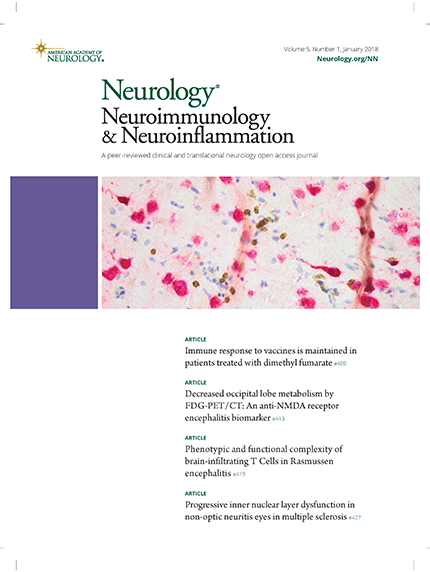 AMERICAN ACADEMY OF
NEUROLOGY.
Volume 5, Number 1, January 2018
Neurology.org/NN
Neurology®
Neuroimmunology
& Neuroinflammation
A peer-reviewed clinical and translational neurology open access journal
ARTICLE
Immune response to vaccines is maintained in
patients treated with dimethyl fumarate e409
ARTICLE
Decreased occipital lobe metabolism by
FDG-PET/CT: An anti-NMDA receptor
encephalitis biomarker e413
ARTICLE
Phenotypic and functional complexity of
brain-infiltrating T Cells in Rasmussen
encephalitis e419
ARTICLE
Progressive inner nuclear layer dysfunction in
non-optic neuritis eyes in multiple sclerosis e427